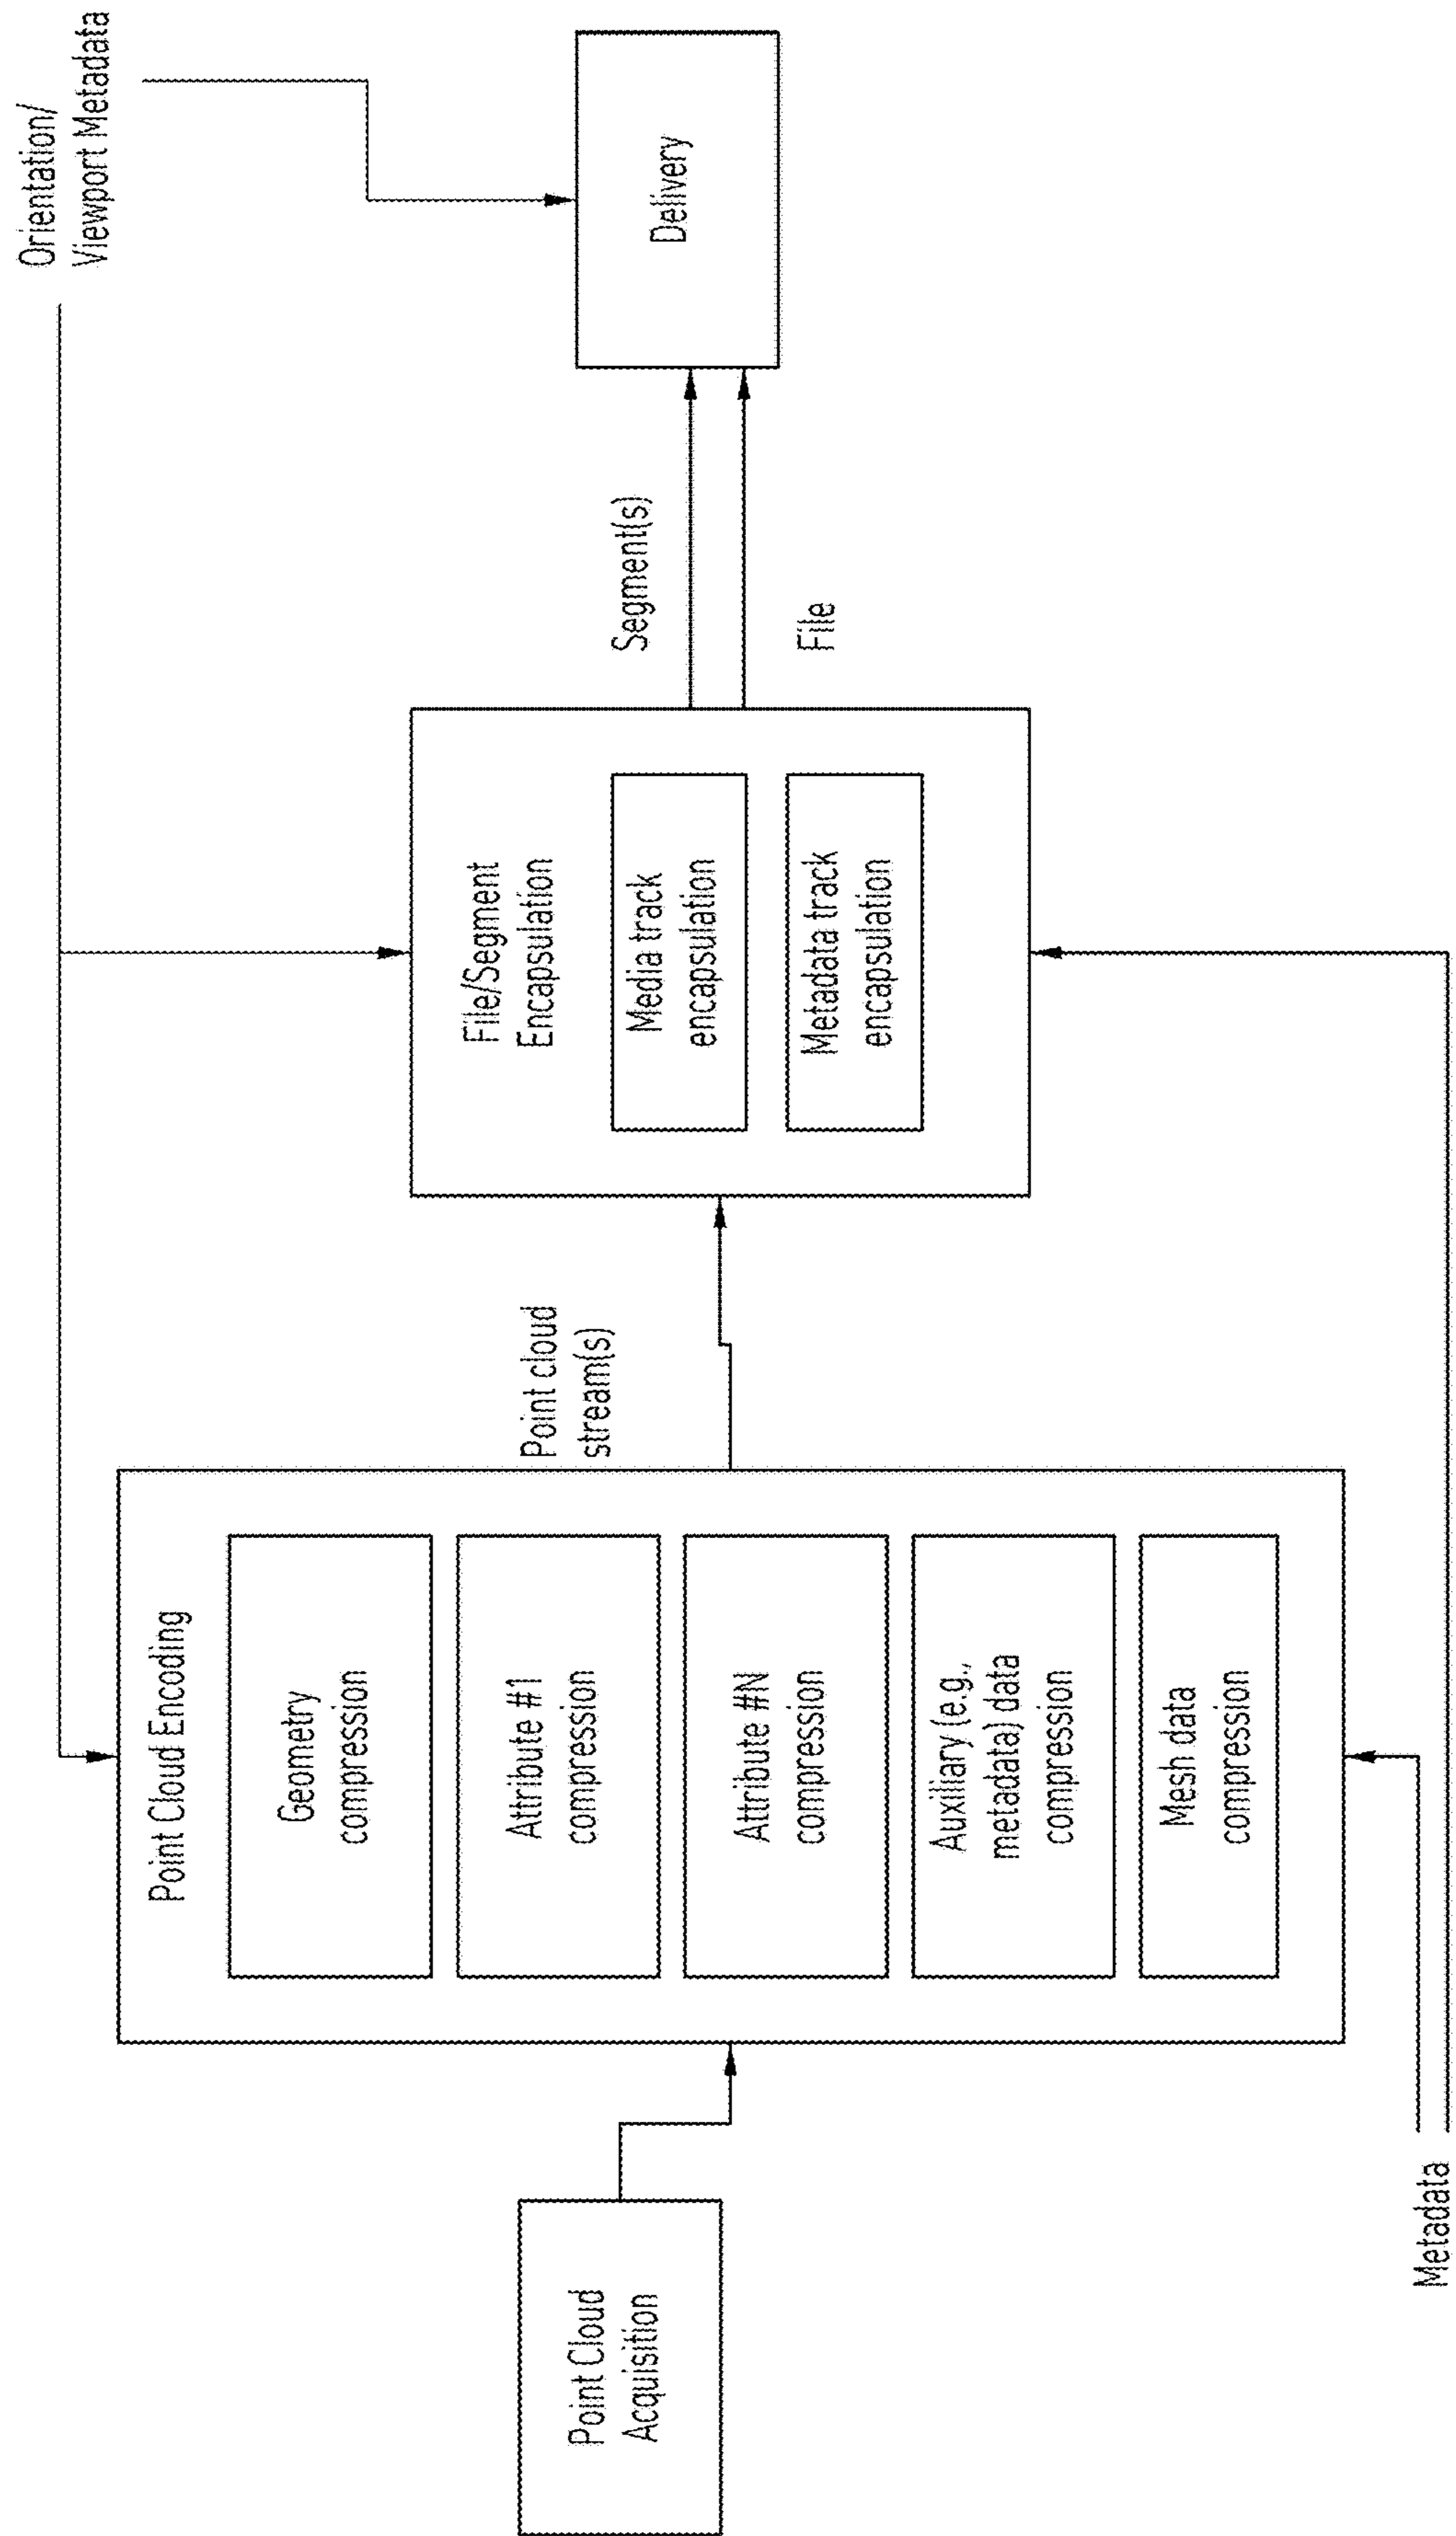 Point Cloud
Acquisition
Point Cloud Encoding
Geometry
compression
Attribute #1
compression
Attribute #N
compression
Auxiliary (e.g.,
metadata) data
compression
Mesh data
compression
Metadata
Point cloud
stream(s)
File/Segment
Encapsulation
Media track
encapsulation
Metadata track
encapsulation
Segment(s)
File
Orientation/
Viewport Metadata
Delivery